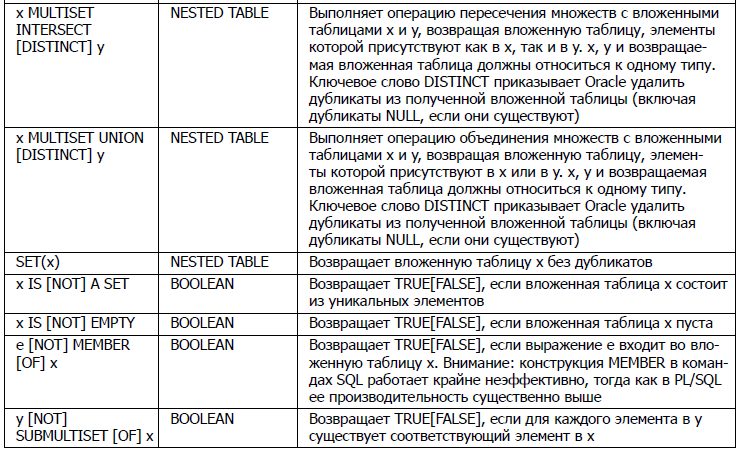 x MULTISET INTERSECT [DISTINCT] y
NESTED TABLE
Выполняет операцию пересечения множеств с вложенными
таблицами x и y, возвращая вложенную таблицу, элементы
которой присутствуют как в x, так и в y. x, y и возвращае-
мая вложенная таблица должны относиться к одному типу.
Ключевое слово DISTINCT приказывает Oracle удалить
дубликаты из полученной вложенной таблицы (включая
дубликаты NULL, если они существуют)
x MULTISET UNION
[DISTINCT] y
NESTED TABLE
Выполняет операцию объединения множеств с вложенными
таблицами x и y, возвращая вложенную таблицу, элемен-
ты которой присутствуют в x или в y. x, y и возвращаемая
вложенная таблица должны относиться к одному типу.
Ключевое слово DISTINCT приказывает Oracle удалить
дубликаты из полученной вложенной таблицы (включая
дубликаты NULL, если они существуют)
SET(x)
NESTED TABLE
Возвращает вложенную таблицу x без дубликатов
x IS [NOT] A SET
BOOLEAN
Возвращает TRUE[FALSE], если вложенная таблица x состоит
из уникальных элементов
x IS [NOT] EMPTY
BOOLEAN
Возвращает TRUE[FALSE], если вложенная таблица x пуста
e [NOT] MEMBER
[OF] x
BOOLEAN
Возвращает TRUE[FALSE], если выражение e входит во вло-
женную таблицу x. Внимание: конструкция MEMBER в коман-
дах SQL работает крайне неэффективно, тогда как в PL/SQL
ее производительность существенно выше
y [NOT]
SUBMULTISET [OF] x
BOOLEAN
Возвращает TRUE[FALSE], если для каждого элемента в y
существует соответствующий элемент в x